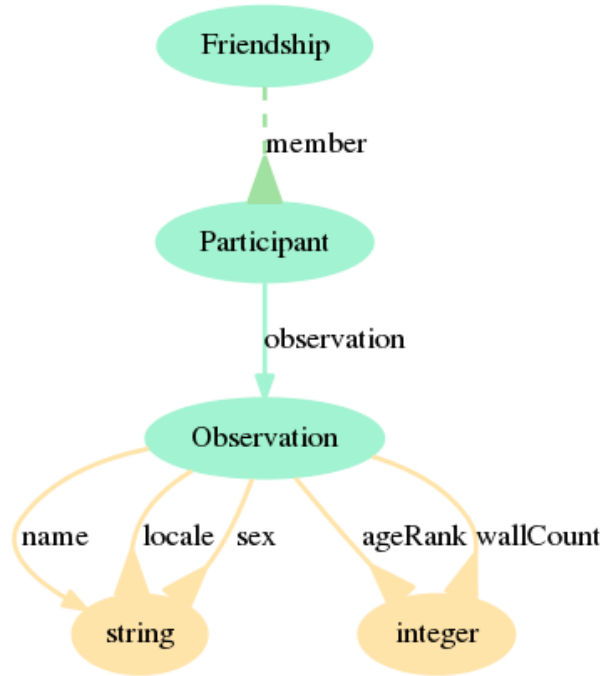 Friendship
member
Participant
observation
Observation
name
locale
sex
ageRank
wallCount
string
integer